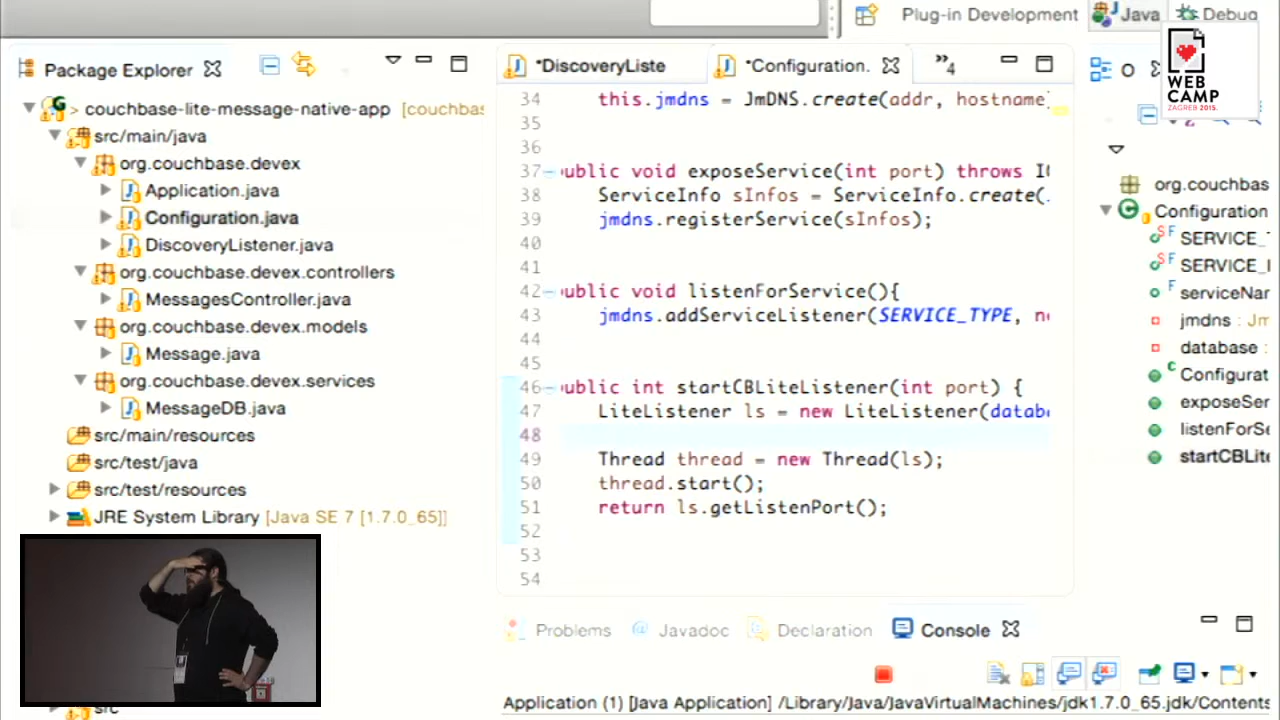 Plug-in Development
Java
Debug
WEB
CAMP
ZAGREB 2015.
Package Explorer
*DiscoveryListe
*Configuration.
»4
O
> couchbase-lite-message-native-app [couchbas
src/main/java
org.couchbase.devex
Application.java
Configuration.java
DiscoveryListener.java
org.couchbase.devex.controllers
MessagesController.java
org.couchbase.devex.models
Message.java
org.couchbase.devex.services
MessageDB.java
src/main/resources
src/test/java
src/test/resources
JRE System Library [Java SE 7 [1.7.0_65]]
src
34 this.jmdns = JmDNS.create(addr, hostname)
35
36
37 ublic void exposeService(int port) throws I
38 ServiceInfo sInfos = ServiceInfo.create(
39 jmdns.registerService(sInfos);
40
41
42 ublic void listenForService(){
43 jmdns.addServiceListener(SERVICE_TYPE, ne
44
45
46 ublic int startCBLiteListener(int port) {
47 LiteListener ls = new LiteListener(databa
48
49 Thread thread = new Thread(ls);
50 thread.start();
51 return ls.getListenPort();
52
53
54
org.couchbas
Configuration
SERVICE_T
SERVICE_I
serviceNar
jmdns : Jm
database :
Configurat
exposeSer
listenForSe
startCBLite
Problems
Javadoc
Declaration
Console
Application (1) [Java Application] /Library/Java/JavaVirtualMachines/jdk1.7.0_65.jdk/Contents